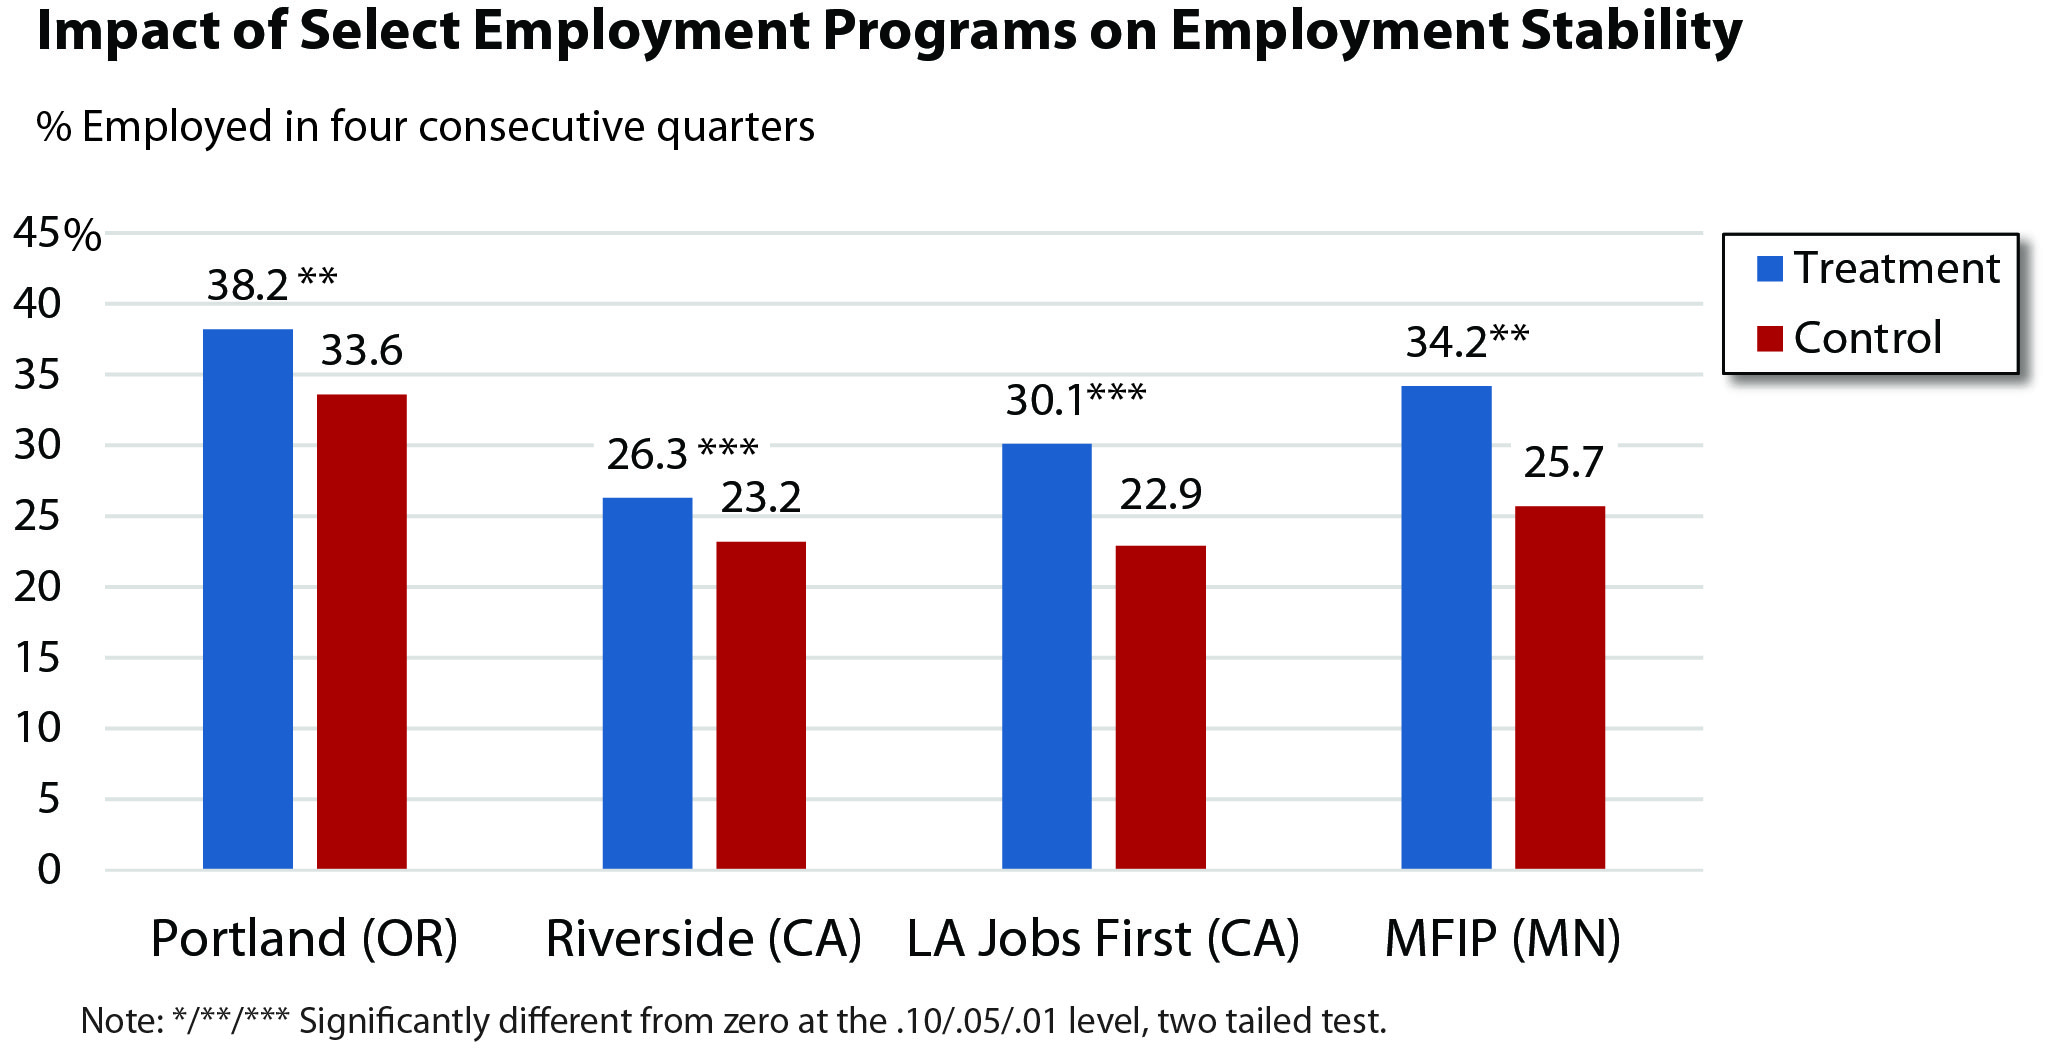 Impact of Select Employment Programs on Employment Stability
% Employed in four consecutive quarters
45%
40
35
30
25
20
15
10
5
0
38.2 **
33.6
26.3 ***
23.2
30.1***
22.9
34.2**
25.7
Treatment
Control
Portland (OR)
Riverside (CA)
LA Jobs First (CA)
MFIP (MN)
Note: */**/*** Significantly different from zero at the .10/.05/.01 level, two tailed test.